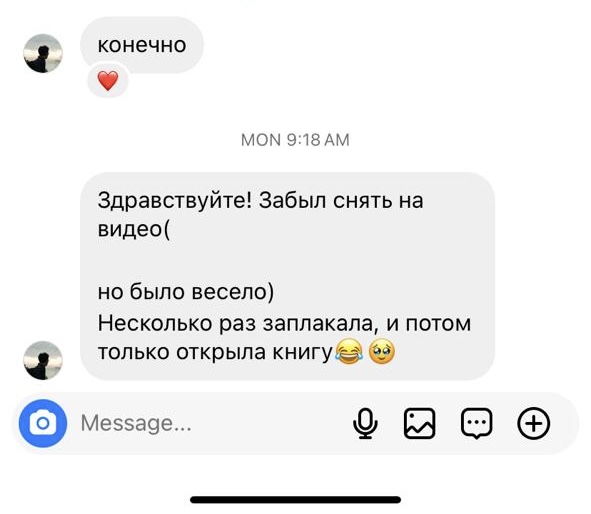 конечно
❤️
MON 9:18 AM
Здравствуйте! Забыл снять на
видео(
но было весело)
Несколько раз заплакала, и потом
только открыла книгу😂🥹
Message...